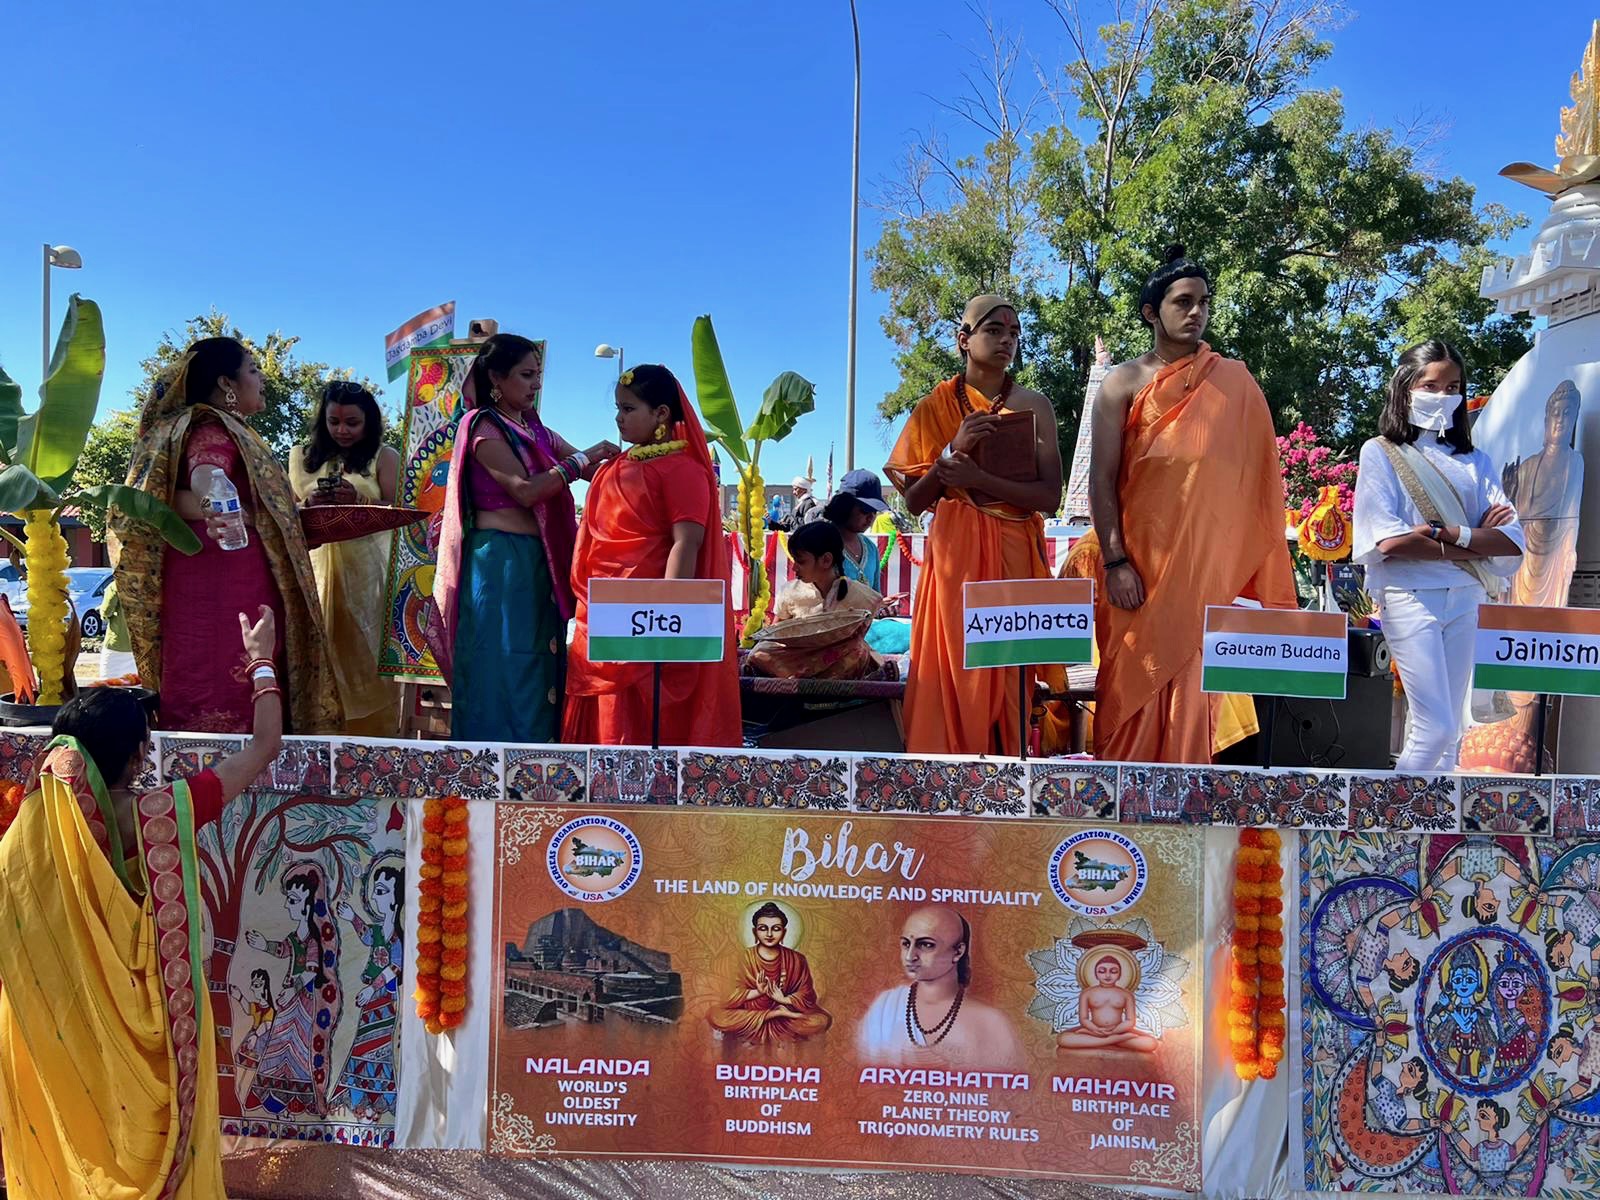 Jagdamba Devi
Sita
Aryabhatta
Gautam Buddha
Jainism
OVERSEAS ORGANIZATION FOR BETTER BIHAR
BIHAR
USA
Bihar
THE LAND OF KNOWLEDGE AND SPRITUALITY
OVERSEAS ORGANIZATION FOR BETTER BIHAR
BIHAR
USA
NALANDA
WORLD'S
OLDEST
UNIVERSITY
BUDDHA
BIRTHPLACE
OF
BUDDHISM
ARYABHATTA
ZERO,NINE
PLANET THEORY
TRIGONOMETRY RULES
MAHAVIR
BIRTHPLACE
OF
JAINISM